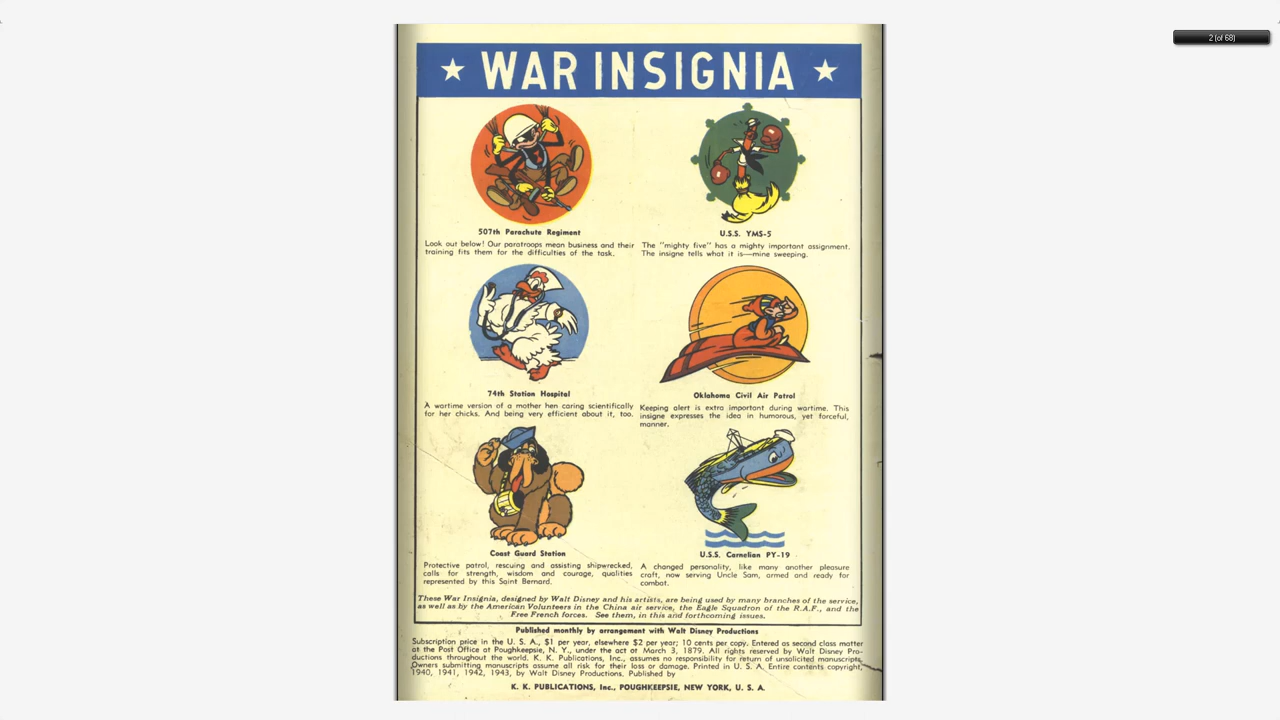 2 (of 68)
WAR INSIGNIA
507th Parachute Regiment
Look out below! Our paratroops mean business and their
training fits them for the difficulties of the task.
U.S.S. YMS-5
The "mighty five" has a mighty important assignment.
The insigne tells what it is—mine sweeping.
74th Station Hospital
A wartime version of a mother hen caring scientifically
for her chicks. And being very efficient about it, too.
Oklahoma Civil Air Patrol
Keeping alert is extra important during wartime. This
insigne expresses the idea in humorous, yet forceful,
manner.
Coast Guard Station
Protective patrol, rescuing and assisting shipwrecked,
calls for strength, wisdom and courage, qualities
represented by this Saint Bernard.
U.S.S. Carnelian PY-19
A changed personality, like many another pleasure
craft, now serving Uncle Sam, armed and ready for
combat.
These War Insignia, designed by Walt Disney and his artists, are being used by many branches of the service,
as well as by the American Volunteers in the China air service, the Eagle Squadron of the R.A.F., and the
Free French forces. See them, in this and forthcoming issues.
Published monthly by arrangement with Walt Disney Productions
Subscription price in the U. S. A., $1 per year, elsewhere $2 per year; 10 cents per copy. Entered as second class matter
at the Post Office at Poughkeepsie, N. Y., under the act of March 3, 1879. All rights reserved by Walt Disney Pro-
ductions throughout the world. K. K. Publications, Inc., assumes no responsibility for return of unsolicited manuscripts.
Owners submitting manuscripts assume all risk for their loss or damage. Printed in U. S. A. Entire contents copyright,
1940, 1941, 1942, 1943, by Walt Disney Productions. Published by
K. K. PUBLICATIONS, Inc., POUGHKEEPSIE, NEW YORK, U. S. A.